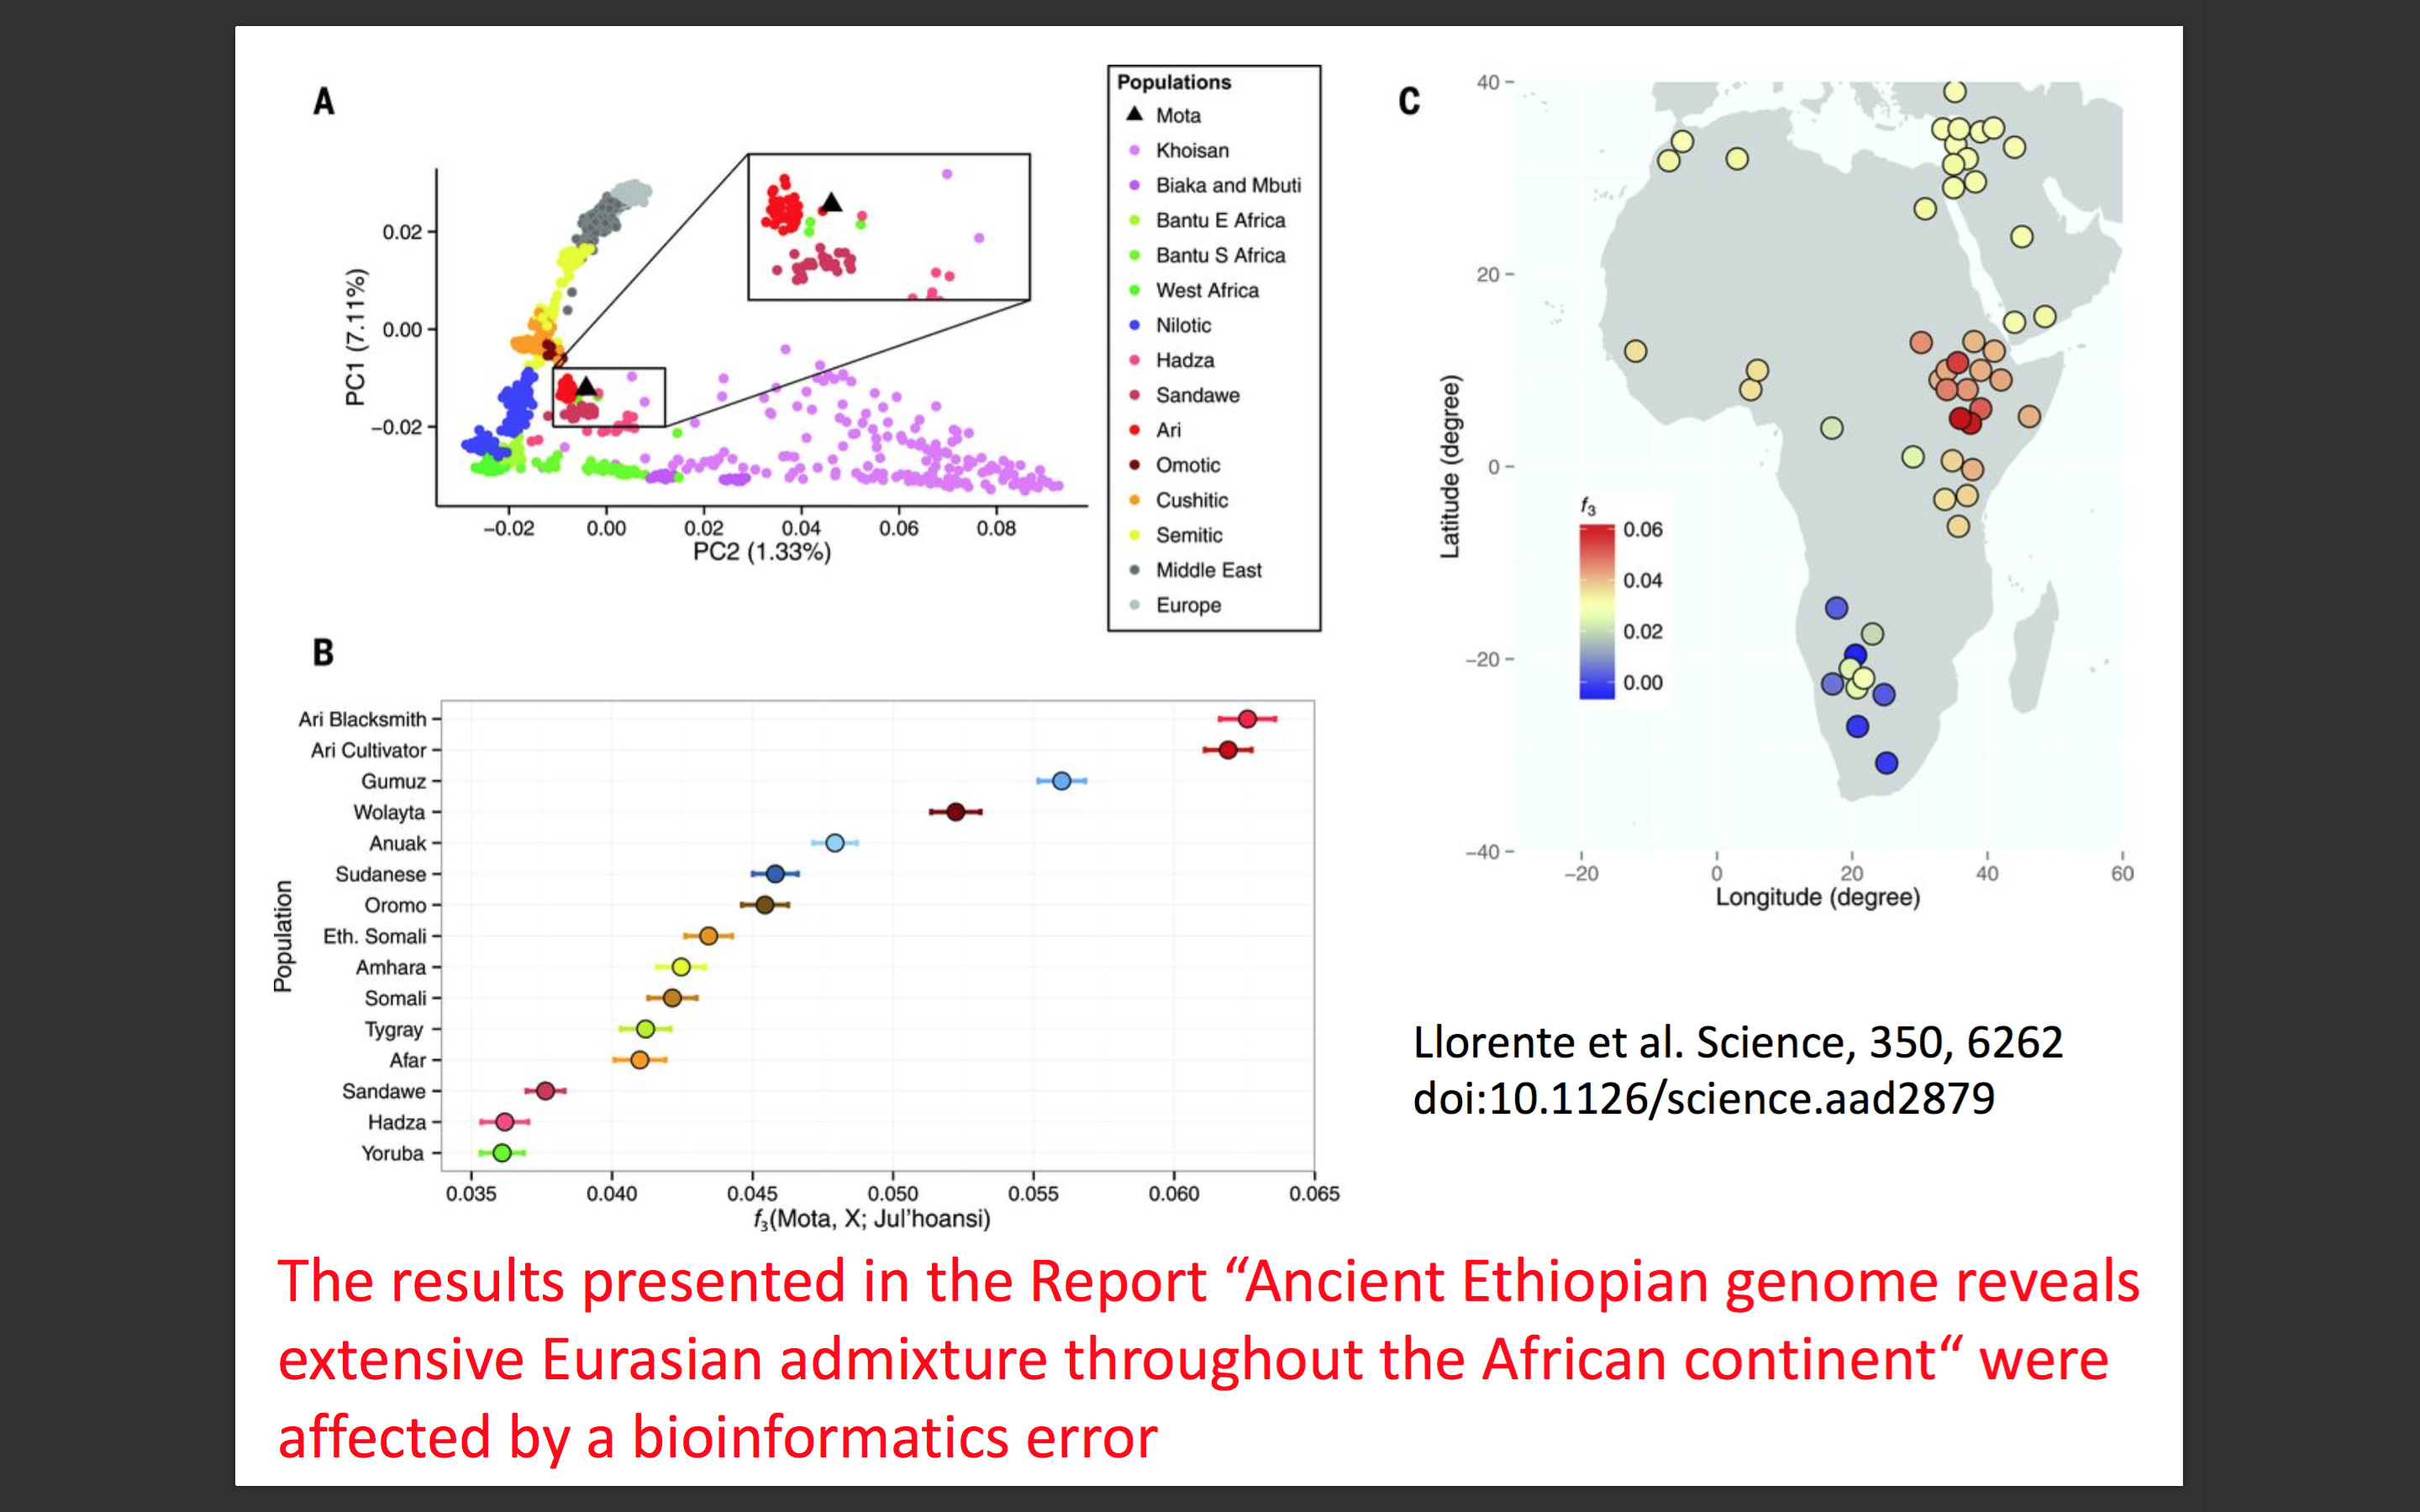 A
0.02
0.00
−0.02
PC1 (7.11%)
−0.02
0.00
0.02
0.04
0.06
0.08
PC2 (1.33%)
Populations
Mota
Khoisan
Biaka and Mbuti
Bantu E Africa
Bantu S Africa
West Africa
Nilotic
Hadza
Sandawe
Ari
Omotic
Cushitic
Semitic
Middle East
Europe
B
Population
Ari Blacksmith
Ari Cultivator
Gumuz
Wolayta
Anuak
Sudanese
Oromo
Eth. Somali
Amhara
Somali
Tygray
Afar
Sandawe
Hadza
Yoruba
0.035
0.040
0.045
0.050
0.055
0.060
0.065
f3(Mota, X; Jul’hoansi)
C
40
20
0
−20
−40
Latitude (degree)
f3
0.06
0.04
0.02
0.00
−20
0
20
40
60
Longitude (degree)
Llorente et al. Science, 350, 6262
doi:10.1126/science.aad2879
The results presented in the Report “Ancient Ethiopian genome reveals
extensive Eurasian admixture throughout the African continent“ were
affected by a bioinformatics error